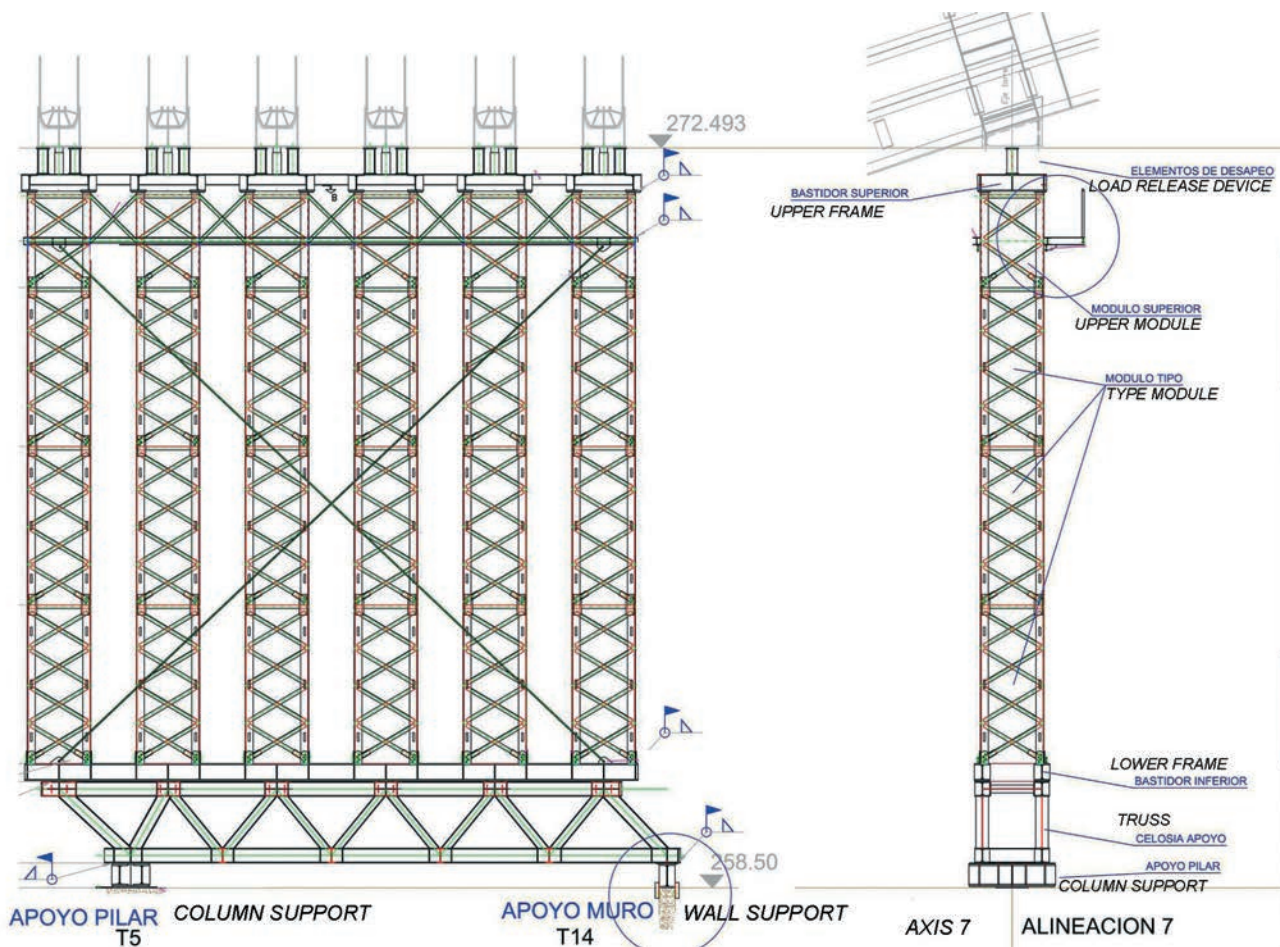 272.493
ELEMENTOS DE DESAPEO
LOAD RELEASE DEVICE
BASTIDOR SUPERIOR
UPPER FRAME
MODULO SUPERIOR
UPPER MODULE
MODULO TIPO
TYPE MODULE
LOWER FRAME
BASTIDOR INFERIOR
TRUSS
CELOSIA APOYO
APOYO PILAR
COLUMN SUPPORT
258.50
APOYO PILAR COLUMN SUPPORT
T5
APOYO MURO WALL SUPPORT
T14
AXIS 7 ALINEACION 7